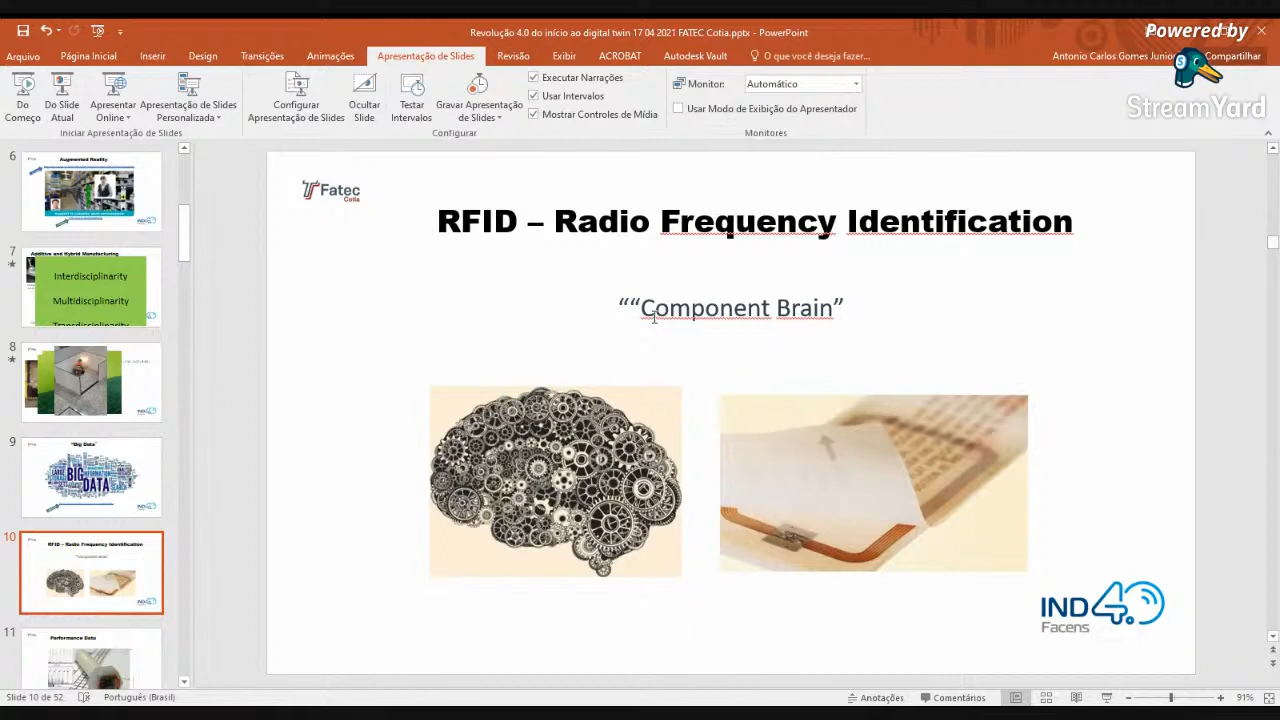 Revolução 4.0 do início ao digital twin 17 04 2021 FATEC Cotia.pptx - PowerPoint
Powered by
StreamYard
Arquivo Página Inicial Inserir Design Transições Animações Apresentação de Slides Revisão Exibir ACROBAT Autodesk Vault O que você deseja fazer... Antonio Carlos Gomes Junior Compartilhar
Do Começo
Do Slide Atual
Apresentar Online
Apresentação de Slides Personalizada
Iniciar Apresentação de Slides
Configurar Apresentação de Slides
Ocultar Slide
Testar Intervalos
Gravar Apresentação de Slides
Executar Narrações
Usar Intervalos
Mostrar Controles de Mídia
Configurar
Monitor: Automático
Usar Modo de Exibição do Apresentador
Monitores
6
Augmented Reality
7
Additive and Hybrid Manufacturing
Interdisciplinarity
Multidisciplinarity
Transdisciplinarity
8
9
"Big Data"
BIG DATA
10
RFID – Radio Frequency Identification
11
Performance Data
Fatec
Cotia
RFID – Radio Frequency Identification
““Component Brain”
IND4.0
Facens
Slide 10 de 52 Português (Brasil) Anotações Comentários 91%